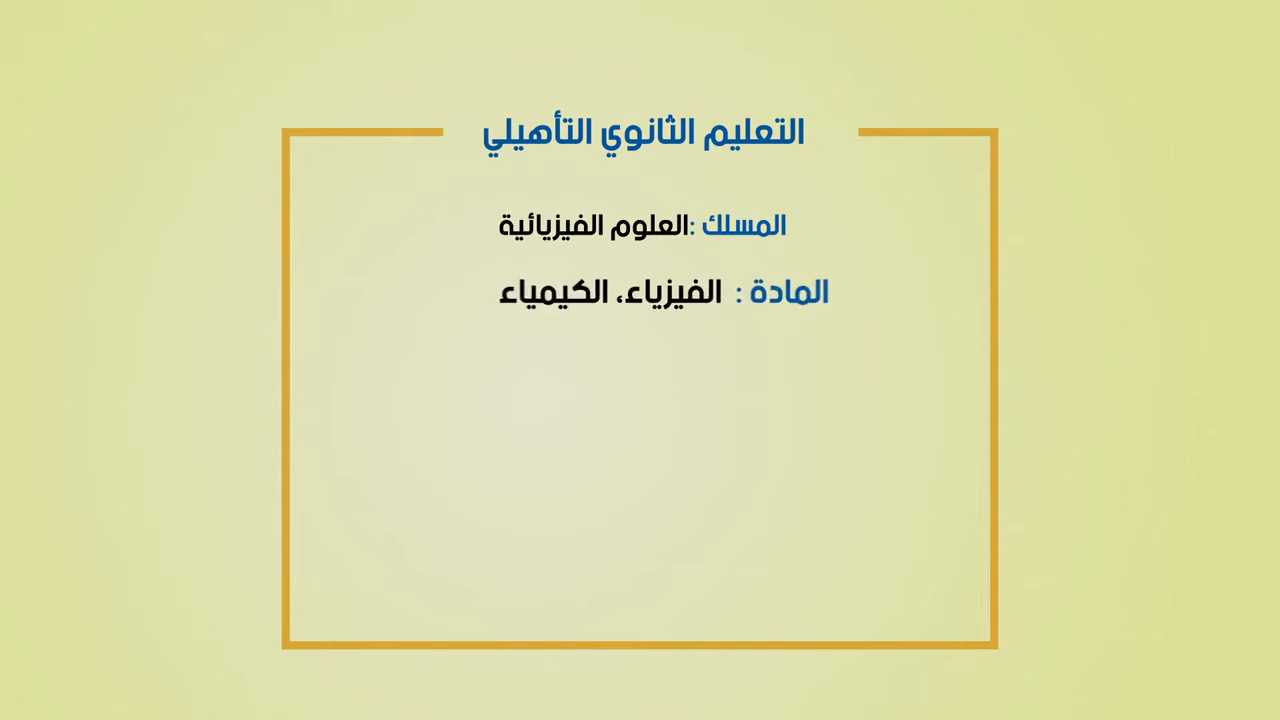 التعليم الثانوي التأهيلي
المسلك :العلوم الفيزيائية
المادة : الفيزياء، الكيمياء